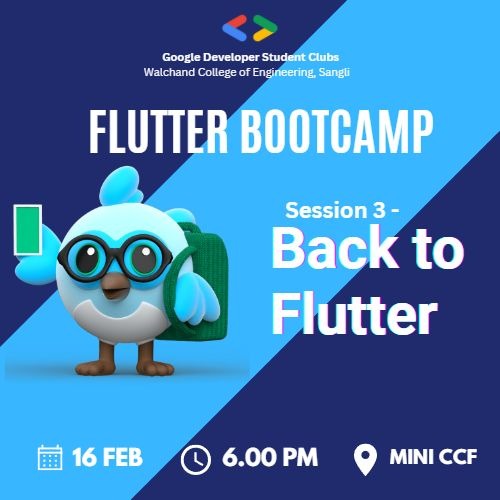 Google Developer Student Clubs
Walchand College of Engineering, Sangli
FLUTTER BOOTCAMP
Session 3 -
Back to
Flutter
16 FEB
6.00 PM
MINI CCF